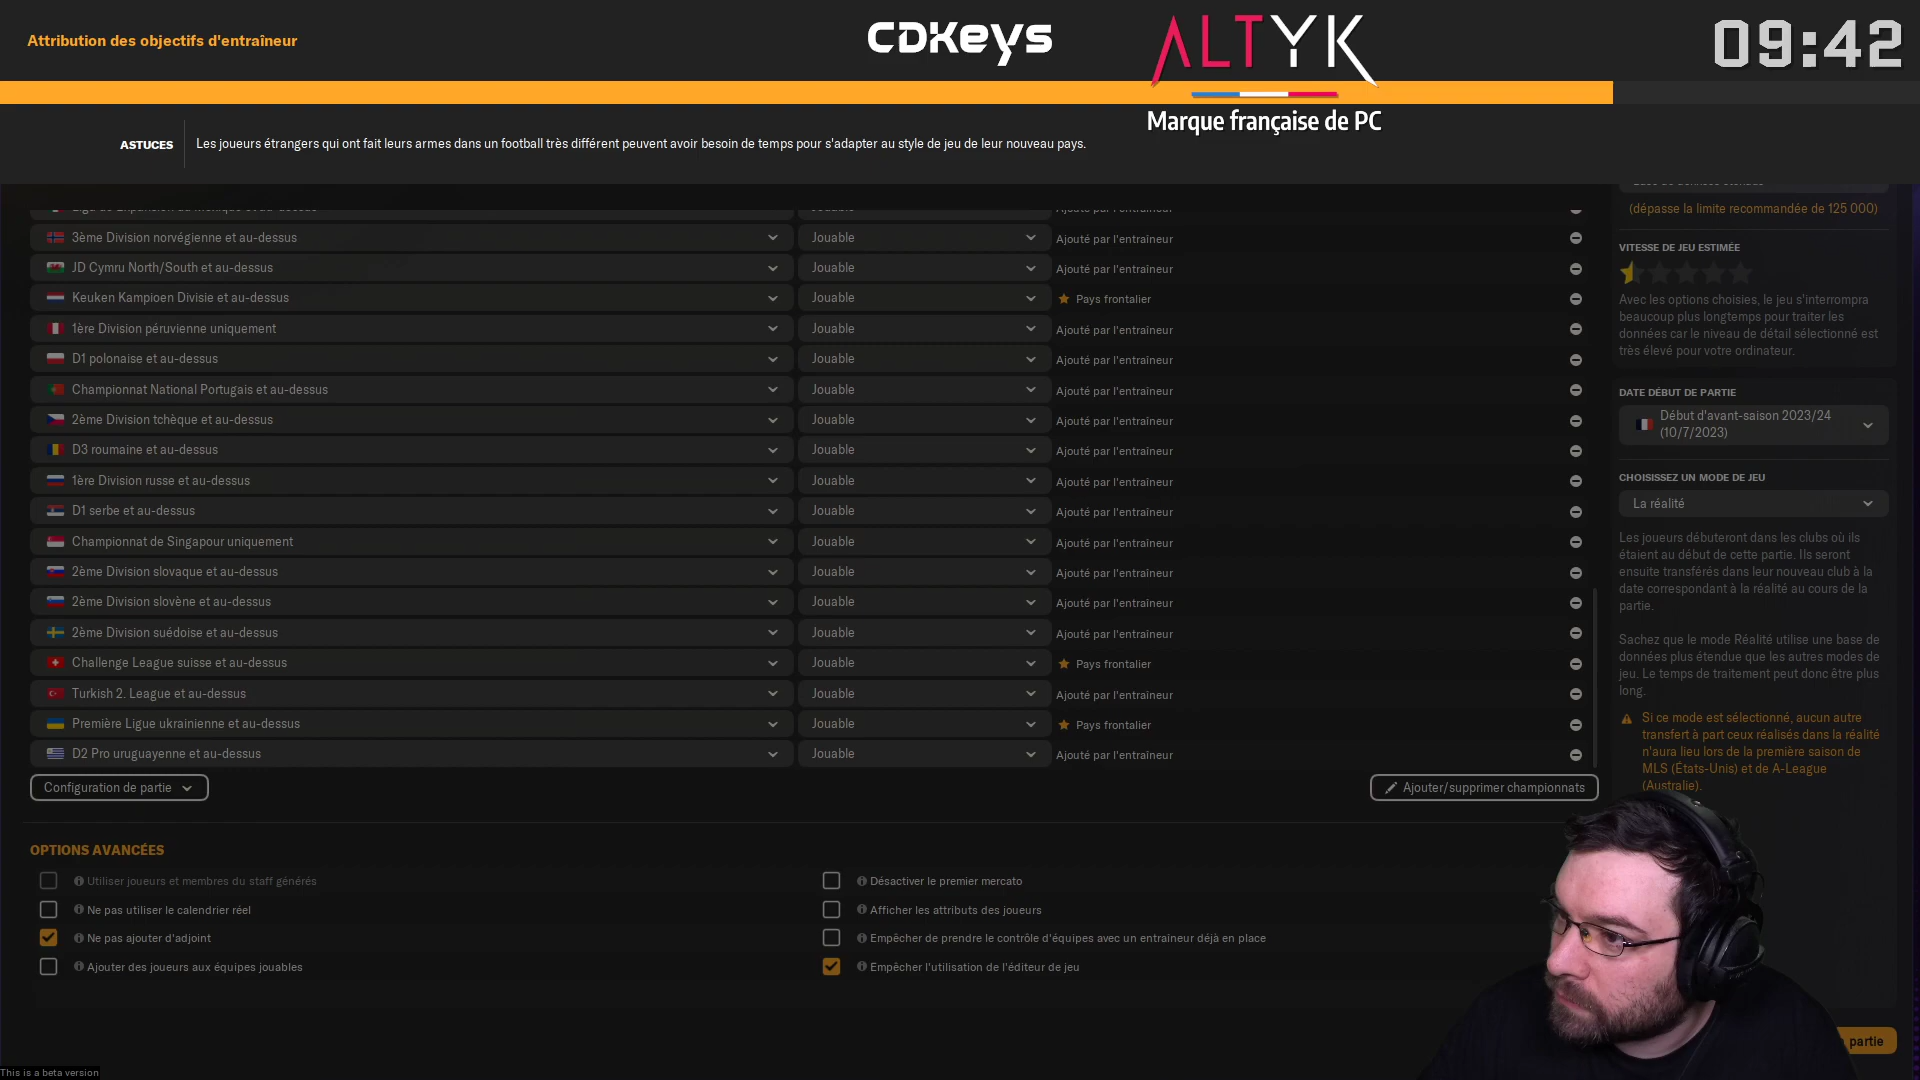 Attribution des objectifs d'entraîneur
CDKeys
ALTYK
Marque française de PC
09:42
ASTUCES
Les joueurs étrangers qui ont fait leurs armes dans un football très différent peuvent avoir besoin de temps pour s'adapter au style de jeu de leur nouveau pays.
3ème Division norvégienne et au-dessus Jouable Ajouté par l'entraîneur
JD Cymru North/South et au-dessus Jouable Ajouté par l'entraîneur
Keuken Kampioen Divisie et au-dessus Jouable Pays frontalier
1ère Division péruvienne uniquement Jouable Ajouté par l'entraîneur
D1 polonaise et au-dessus Jouable Ajouté par l'entraîneur
Championnat National Portugais et au-dessus Jouable Ajouté par l'entraîneur
2ème Division tchèque et au-dessus Jouable Ajouté par l'entraîneur
D3 roumaine et au-dessus Jouable Ajouté par l'entraîneur
1ère Division russe et au-dessus Jouable Ajouté par l'entraîneur
D1 serbe et au-dessus Jouable Ajouté par l'entraîneur
Championnat de Singapour uniquement Jouable Ajouté par l'entraîneur
2ème Division slovaque et au-dessus Jouable Ajouté par l'entraîneur
2ème Division slovène et au-dessus Jouable Ajouté par l'entraîneur
2ème Division suédoise et au-dessus Jouable Ajouté par l'entraîneur
Challenge League suisse et au-dessus Jouable Pays frontalier
Turkish 2. League et au-dessus Jouable Ajouté par l'entraîneur
Première Ligue ukrainienne et au-dessus Jouable Pays frontalier
D2 Pro uruguayenne et au-dessus Jouable Ajouté par l'entraîneur
Configuration de partie
Ajouter/supprimer championnats
(dépasse la limite recommandée de 125 000)
VITESSE DE JEU ESTIMÉE
Avec les options choisies, le jeu s'interrompra
beaucoup plus longtemps pour traiter les
données car le niveau de détail sélectionné est
très élevé pour votre ordinateur.
DATE DÉBUT DE PARTIE
Début d'avant-saison 2023/24
(10/7/2023)
CHOISISSEZ UN MODE DE JEU
La réalité
Les joueurs débuteront dans les clubs où ils
étaient au début de cette partie. Ils seront
ensuite transférés dans leur nouveau club à la
date correspondant à la réalité au cours de la
partie.
Sachez que le mode Réalité utilise une base de
données plus étendue que les autres modes de
jeu. Le temps de traitement peut donc être plus
long.
Si ce mode est sélectionné, aucun autre
transfert à part ceux réalisés dans la réalité
n'aura lieu lors de la première saison de
MLS (États-Unis) et de A-League
(Australie).
OPTIONS AVANCÉES
Utiliser joueurs et membres du staff générés
Ne pas utiliser le calendrier réel
Ne pas ajouter d'adjoint
Ajouter des joueurs aux équipes jouables
Désactiver le premier mercato
Afficher les attributs des joueurs
Empêcher de prendre le contrôle d'équipes avec un entraîneur déjà en place
Empêcher l'utilisation de l'éditeur de jeu
partie
This is a beta version